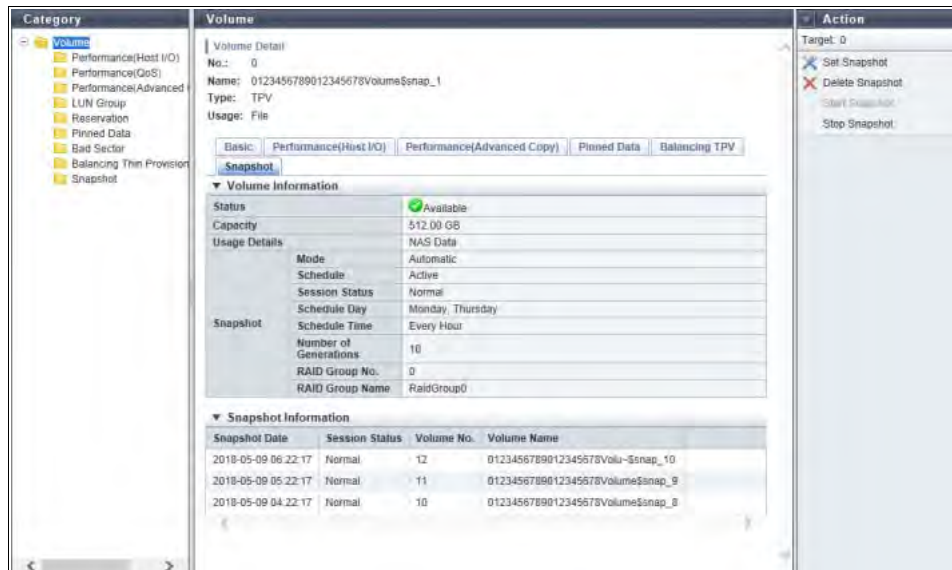 Category
Volume
Performance(Host I/O)
Performance(QoS)
Performance(Advanced
LUN Group
Reservation
Pinned Data
Bad Sector
Balancing Thin Provision
Snapshot
Volume
Volume Detail
No.: 0
Name: 0123456789012345678Volume$snap_1
Type: TPV
Usage: File
Basic Performance(Host I/O) Performance(Advanced Copy) Pinned Data Balancing TPV
Snapshot
▼ Volume Information
Status Available
Capacity 512.00 GB
Usage Details NAS Data
Snapshot
Mode Automatic
Schedule Active
Session Status Normal
Schedule Day Monday, Thursday
Schedule Time Every Hour
Number of
Generations 10
RAID Group No. 0
RAID Group Name RaidGroup0
▼ Snapshot Information
Snapshot Date Session Status Volume No. Volume Name
2018-05-09 06:22:17 Normal 12 0123456789012345678Volu~$snap_10
2018-05-09 05:22:17 Normal 11 0123456789012345678Volume$snap_9
2018-05-09 04:22:17 Normal 10 0123456789012345678Volume$snap_8
Action
Target: 0
Set Snapshot
Delete Snapshot
Start Snapshot
Stop Snapshot